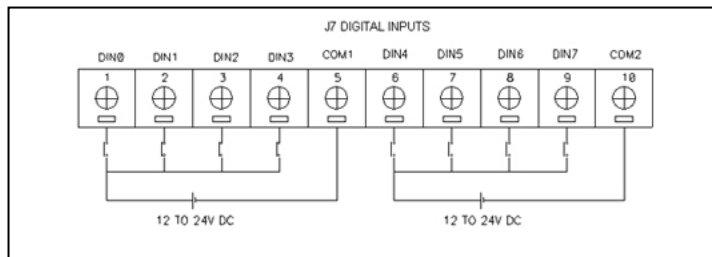 J7 DIGITAL INPUTS
DIN0 DIN1 DIN2 DIN3 COM1 DIN4 DIN5 DIN6 DIN7 COM2
1 2 3 4 5 6 7 8 9 10
12 TO 24V DC 12 TO 24V DC